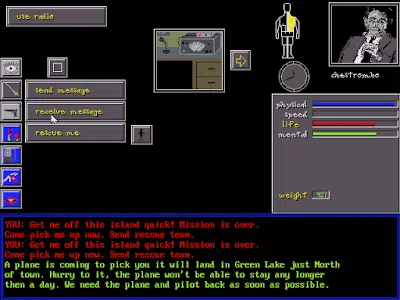 use radio
send message
receive message
rescue me
chestrombo
physical
speed
life
mental
weight
427
YOU: Get me off this island quick! Mission is over.
Come pick me up now. Send rescue team.
YOU: Get me off this island quick! Mission is over.
Come pick me up now. Send rescue team.
A plane is coming to pick you it will land in Green Lake just North
of town. Hurry to it, the plane won't be able to stay any longer
then a day. We need the plane and pilot back as soon as possible.